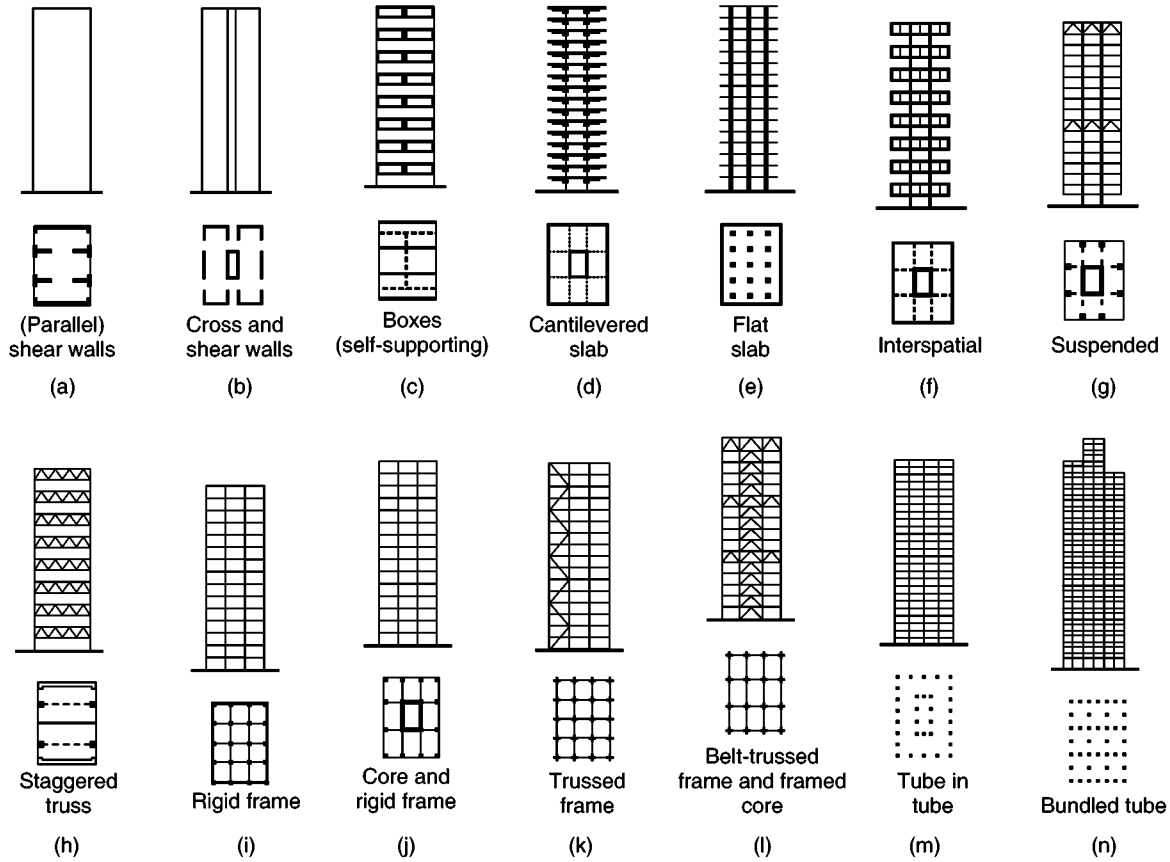 (Parallel)
shear walls
(a)
Cross and
shear walls
(b)
Boxes
(self-supporting)
(c)
Cantilevered
slab
(d)
Flat
slab
(e)
Interspatial
(f)
Suspended
(g)
Staggered
truss
(h)
Rigid frame
(i)
Core and
rigid frame
(j)
Trussed
frame
(k)
Belt-trussed
frame and framed
core
(l)
Tube in
tube
(m)
Bundled tube
(n)